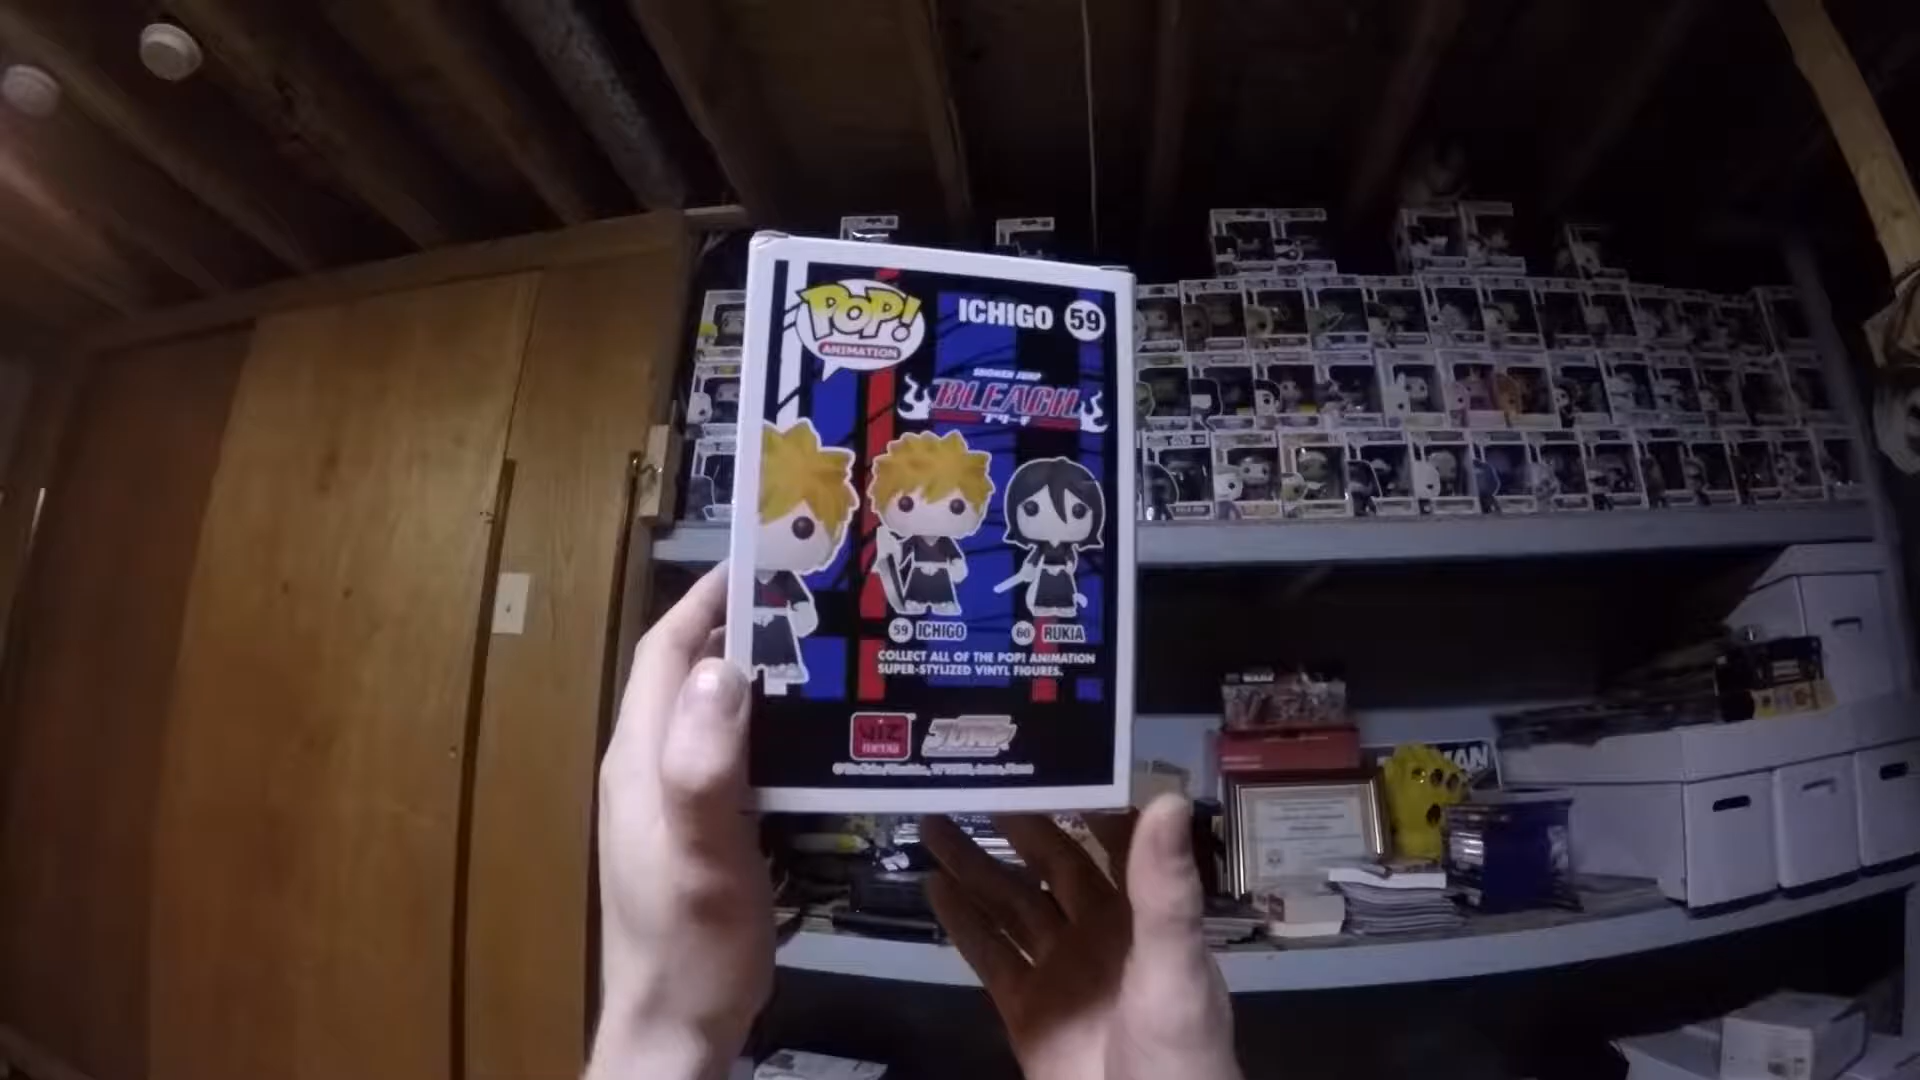 POP!
ANIMATION
ICHIGO 59
SHONEN JUMP
BLEACH
ブリーチ
59 ICHIGO
60 RUKIA
COLLECT ALL OF THE POP! ANIMATION
SUPER-STYLIZED VINYL FIGURES.
VIZ
media
JUMP